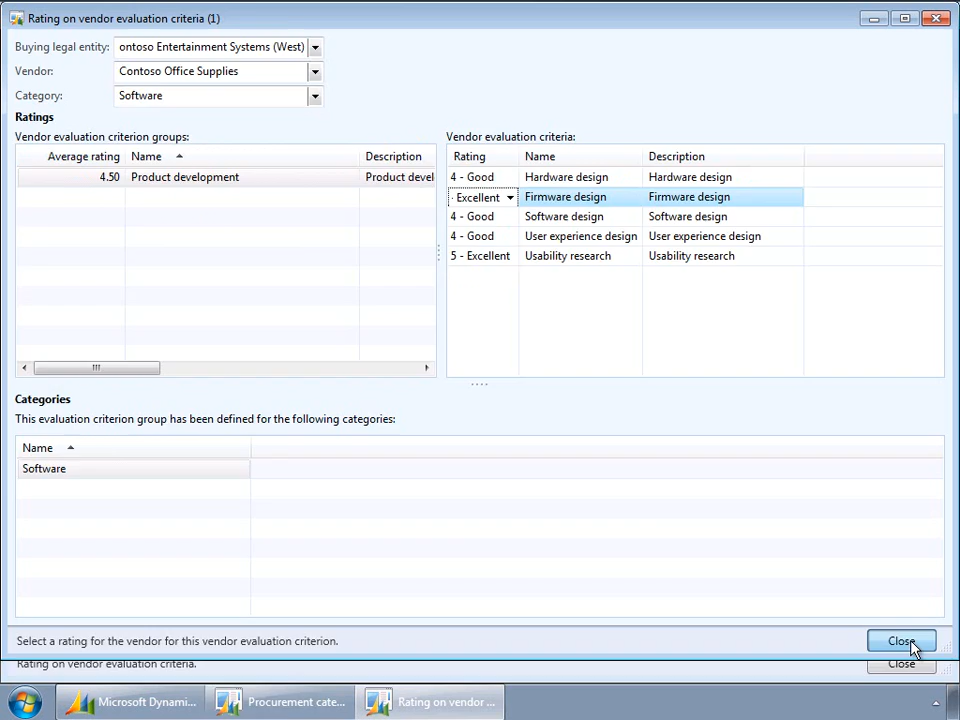 Rating on vendor evaluation criteria (1)
Buying legal entity: ontoso Entertainment Systems (West)
Vendor: Contoso Office Supplies
Category: Software
Ratings
Vendor evaluation criterion groups:
Average rating Name Description
4.50 Product development Product devel
Vendor evaluation criteria:
Rating Name Description
4 - Good Hardware design Hardware design
Excellent Firmware design Firmware design
4 - Good Software design Software design
4 - Good User experience design User experience design
5 - Excellent Usability research Usability research
Categories
This evaluation criterion group has been defined for the following categories:
Name
Software
Select a rating for the vendor for this vendor evaluation criterion. Close
Rating on vendor evaluation criteria. Close
Microsoft Dynami... Procurement cate... Rating on vendor ...